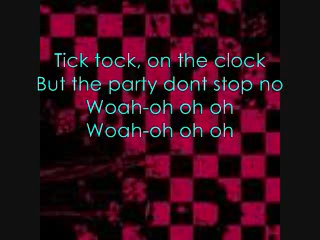 Tick tock, on the clock
But the party dont stop no
Woah-oh oh oh
Woah-oh oh oh